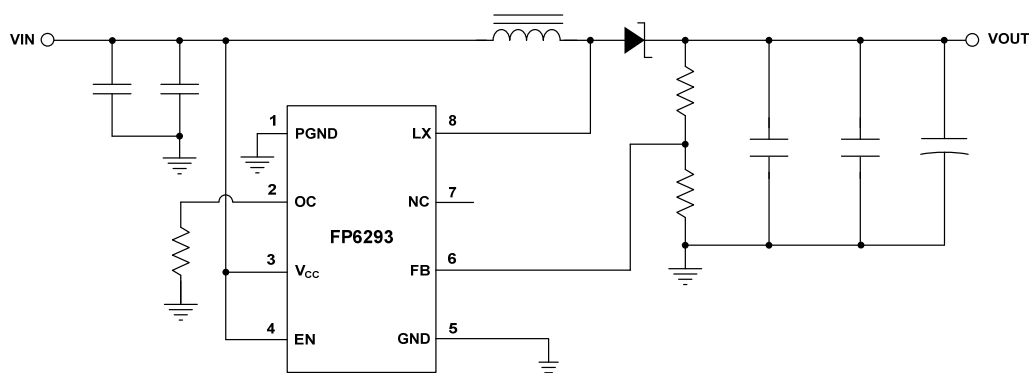 VIN
VOUT
1
PGND
LX
8
2
OC
NC
7
FP6293
3
VCC
FB
6
4
EN
GND
5